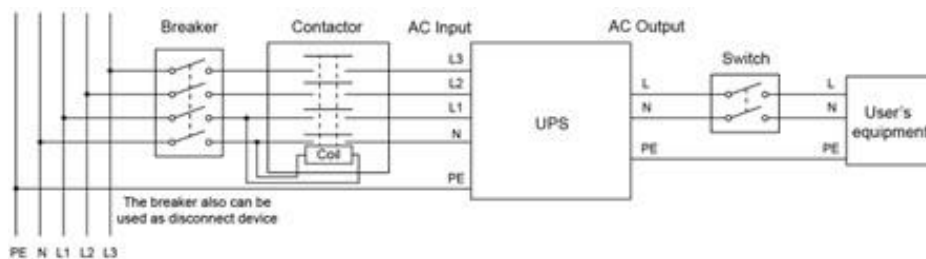 Breaker
Contactor
AC Input
AC Output
Switch
L3
L2
L1
N
PE
Coil
UPS
L
N
PE
L
N
PE
User's
equipment
The breaker also can be
used as disconnect device
PE N L1 L2 L3